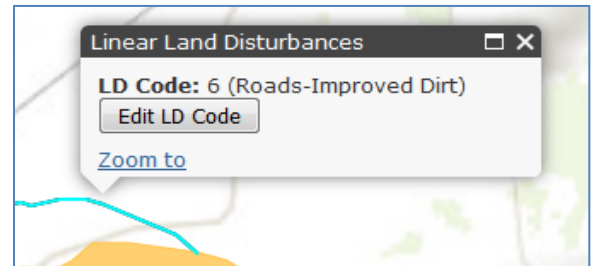 Linear Land Disturbances
LD Code: 6 (Roads-Improved Dirt)
Edit LD Code
Zoom to